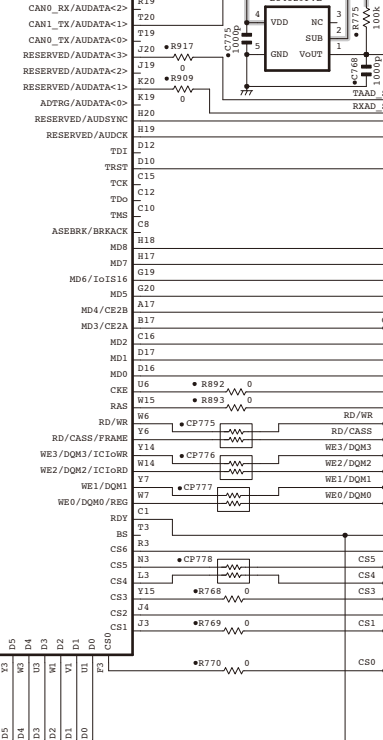 CAN0_RX/AUDATA<2> R19
CAN1_TX/AUDATA<1> T20
CAN0_TX/AUDATA<0> T19
RESERVED/AUDATA<3> J20 R917 0
RESERVED/AUDATA<2> J19
RESERVED/AUDATA<1> K20 R909 0
ADTRG/AUDATA<0> K19
RESERVED/AUDSYNC H20
RESERVED/AUDCK H19
TDI D12
TRST D10
TCK C15
TDo C12
TMS C10
ASEBRK/BRKACK C8
MD8 H18
MD7 H17
MD6/IoIS16 G19
MD5 G20
MD4/CE2B A17
MD3/CE2A B17
MD2 C16
MD1 D17
MD0 D16
CKE U6 R892 0
RAS W15 R893 0
RD/WR W6 RD/WR
RD/CASS/FRAME Y6 CP775 RD/CASS
WE3/DQM3/ICIoWR Y14 WE3/DQM3
WE2/DQM2/ICIoRD W14 CP776 WE2/DQM2
WE1/DQM1 Y7 WE1/DQM1
WE0/DQM0/REG W7 CP777 WE0/DQM0
RDY C1
BS T3
CS6 R3
CS5 N3 CP778 CS5
CS4 L3 CS4
CS3 Y15 R768 0 CS3
CS2 J4
CS1 J3 R769 0 CS1
R770 0 CS0
C775
1000p
4 VDD NC 3
SUB 2
5 GND VoUT 1
R775
100k
C768
1000p
TAAD_
RXAD_
D5 D4 D3 D2 D1 D0 CS0
Y3 W4 U3 W1 V1 U1 F3
D5 D4 D3 D2 D1 D0